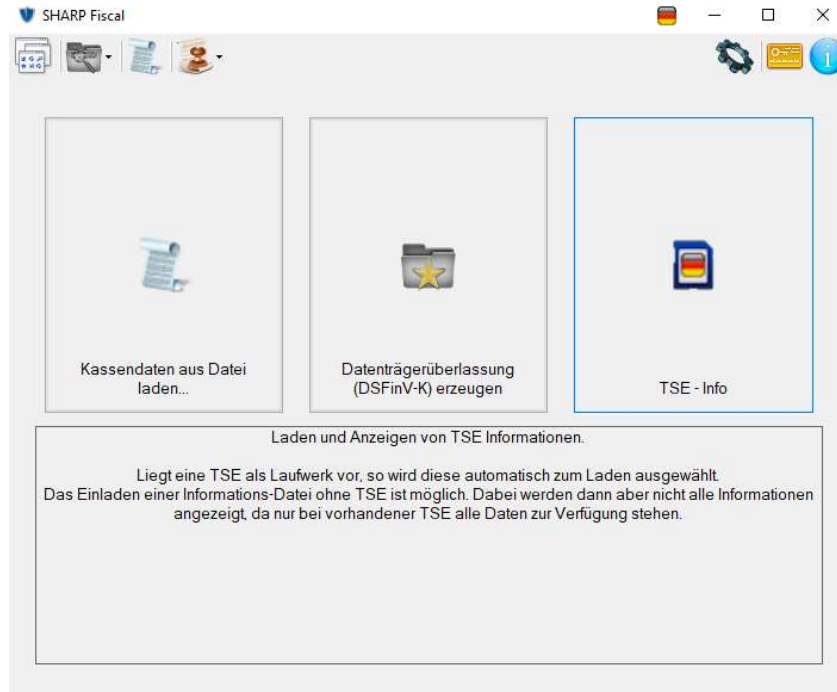 SHARP Fiscal
Kassendaten aus Datei
laden...
Datenträgerüberlassung
(DSFinV-K) erzeugen
TSE - Info
Laden und Anzeigen von TSE Informationen.
Liegt eine TSE als Laufwerk vor, so wird diese automatisch zum Laden ausgewählt.
Das Einladen einer Informations-Datei ohne TSE ist möglich. Dabei werden dann aber nicht alle Informationen
angezeigt, da nur bei vorhandener TSE alle Daten zur Verfügung stehen.